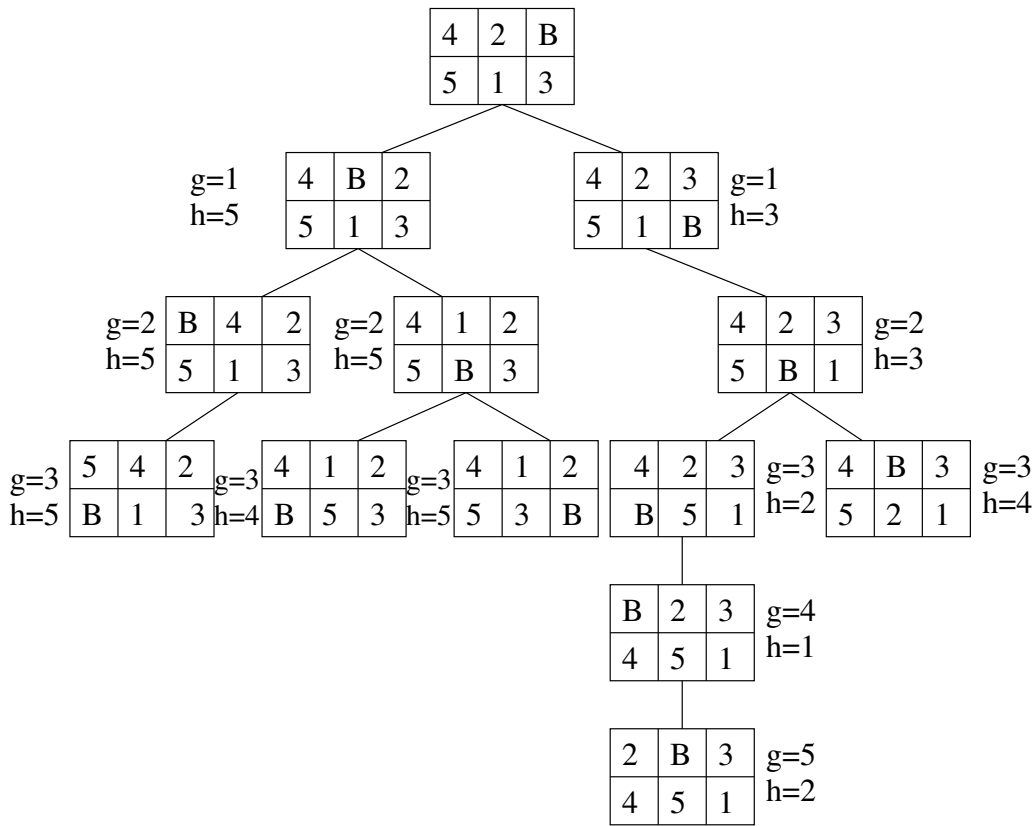 4 2 B
5 1 3
g=1 4 B 2 4 2 3 g=1
h=5 5 1 3 5 1 B h=3
g=2 B 4 2 g=2 4 1 2 4 2 3 g=2
h=5 5 1 3 h=5 5 B 3 5 B 1 h=3
g=3 5 4 2 g=3 4 1 2 g=3 4 1 2 4 2 3 g=3 4 B 3 g=3
h=5 B 1 3 h=4 B 5 3 h=5 5 3 B B 5 1 h=2 5 2 1 h=4
B 2 3 g=4
4 5 1 h=1
2 B 3 g=5
4 5 1 h=2